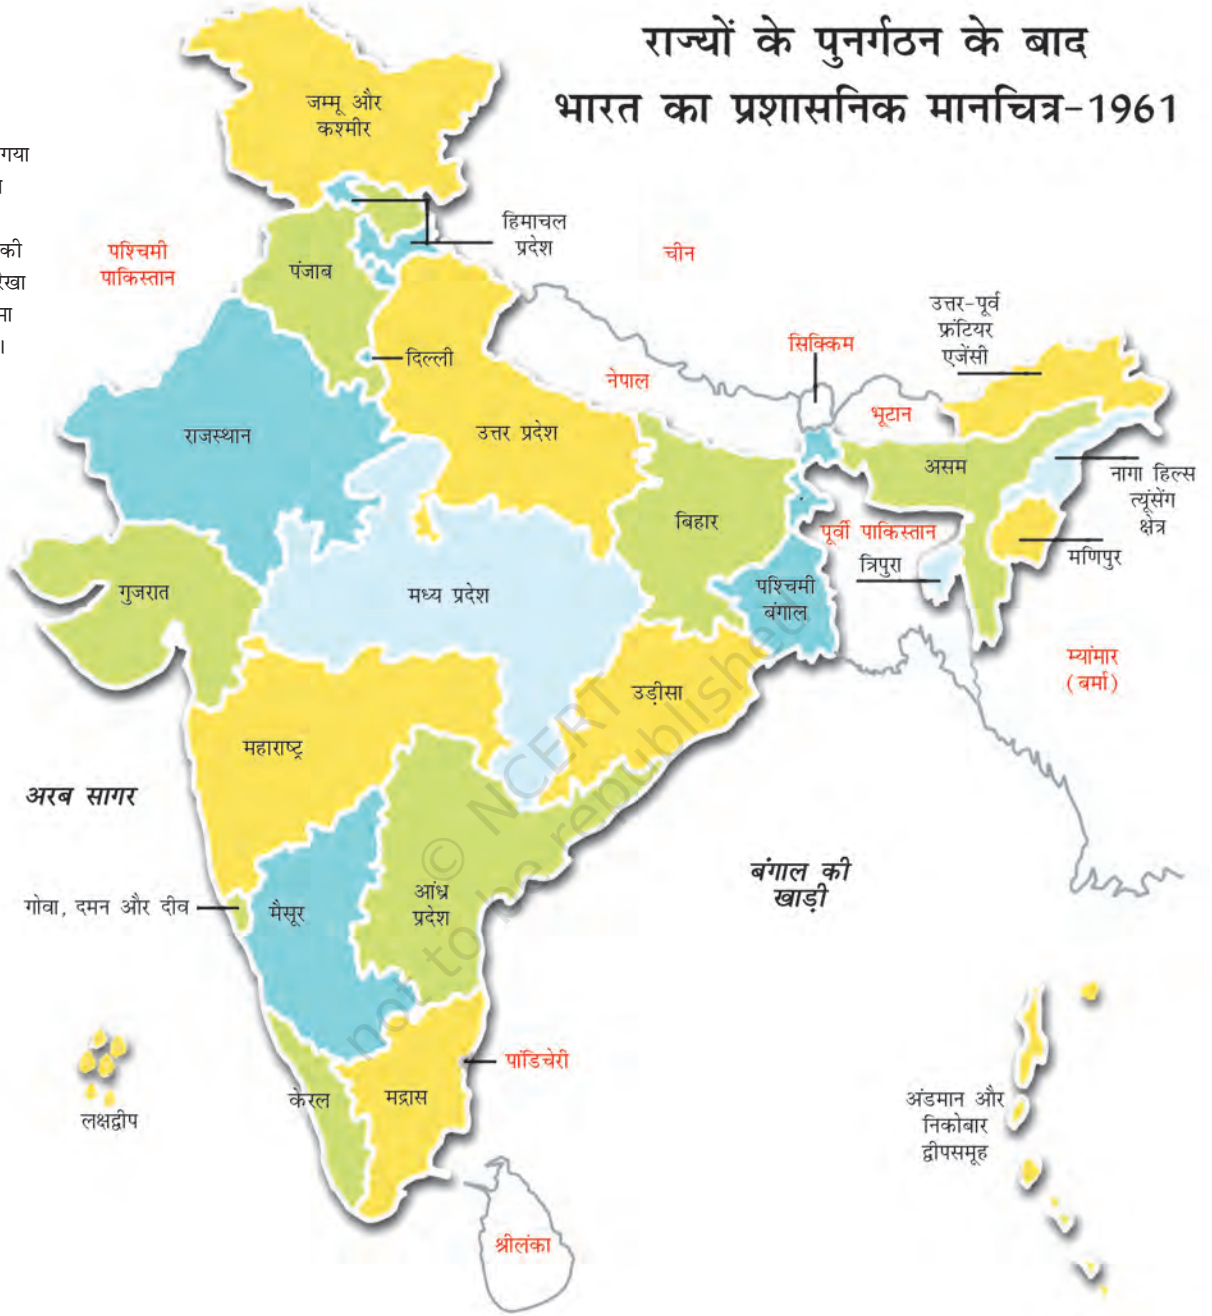 राज्यों के पुनर्गठन के बाद
भारत का प्रशासनिक मानचित्र-1961
गया
की
जम्मू और
कश्मीर
हिमाचल
प्रदेश
पश्चिमी
पाकिस्तान
पंजाब
चीन
उत्तर-पूर्व
फ्रंटियर
एजेंसी
सिक्किम
दिल्ली
नेपाल
भूटान
राजस्थान
उत्तर प्रदेश
असम
नागा हिल्स
त्यूंसेंग
क्षेत्र
बिहार
पूर्वी पाकिस्तान
त्रिपुरा
मणिपुर
गुजरात
मध्य प्रदेश
पश्चिमी
बंगाल
म्यांमार
(बर्मा)
उड़ीसा
महाराष्ट्र
अरब सागर
बंगाल की
खाड़ी
गोवा, दमन और दीव
मैसूर
आंध्र
प्रदेश
पांडिचेरी
लक्षद्वीप
केरल
मद्रास
अंडमान और
निकोबार
द्वीपसमूह
श्रीलंका
© NCERT
not to be republished